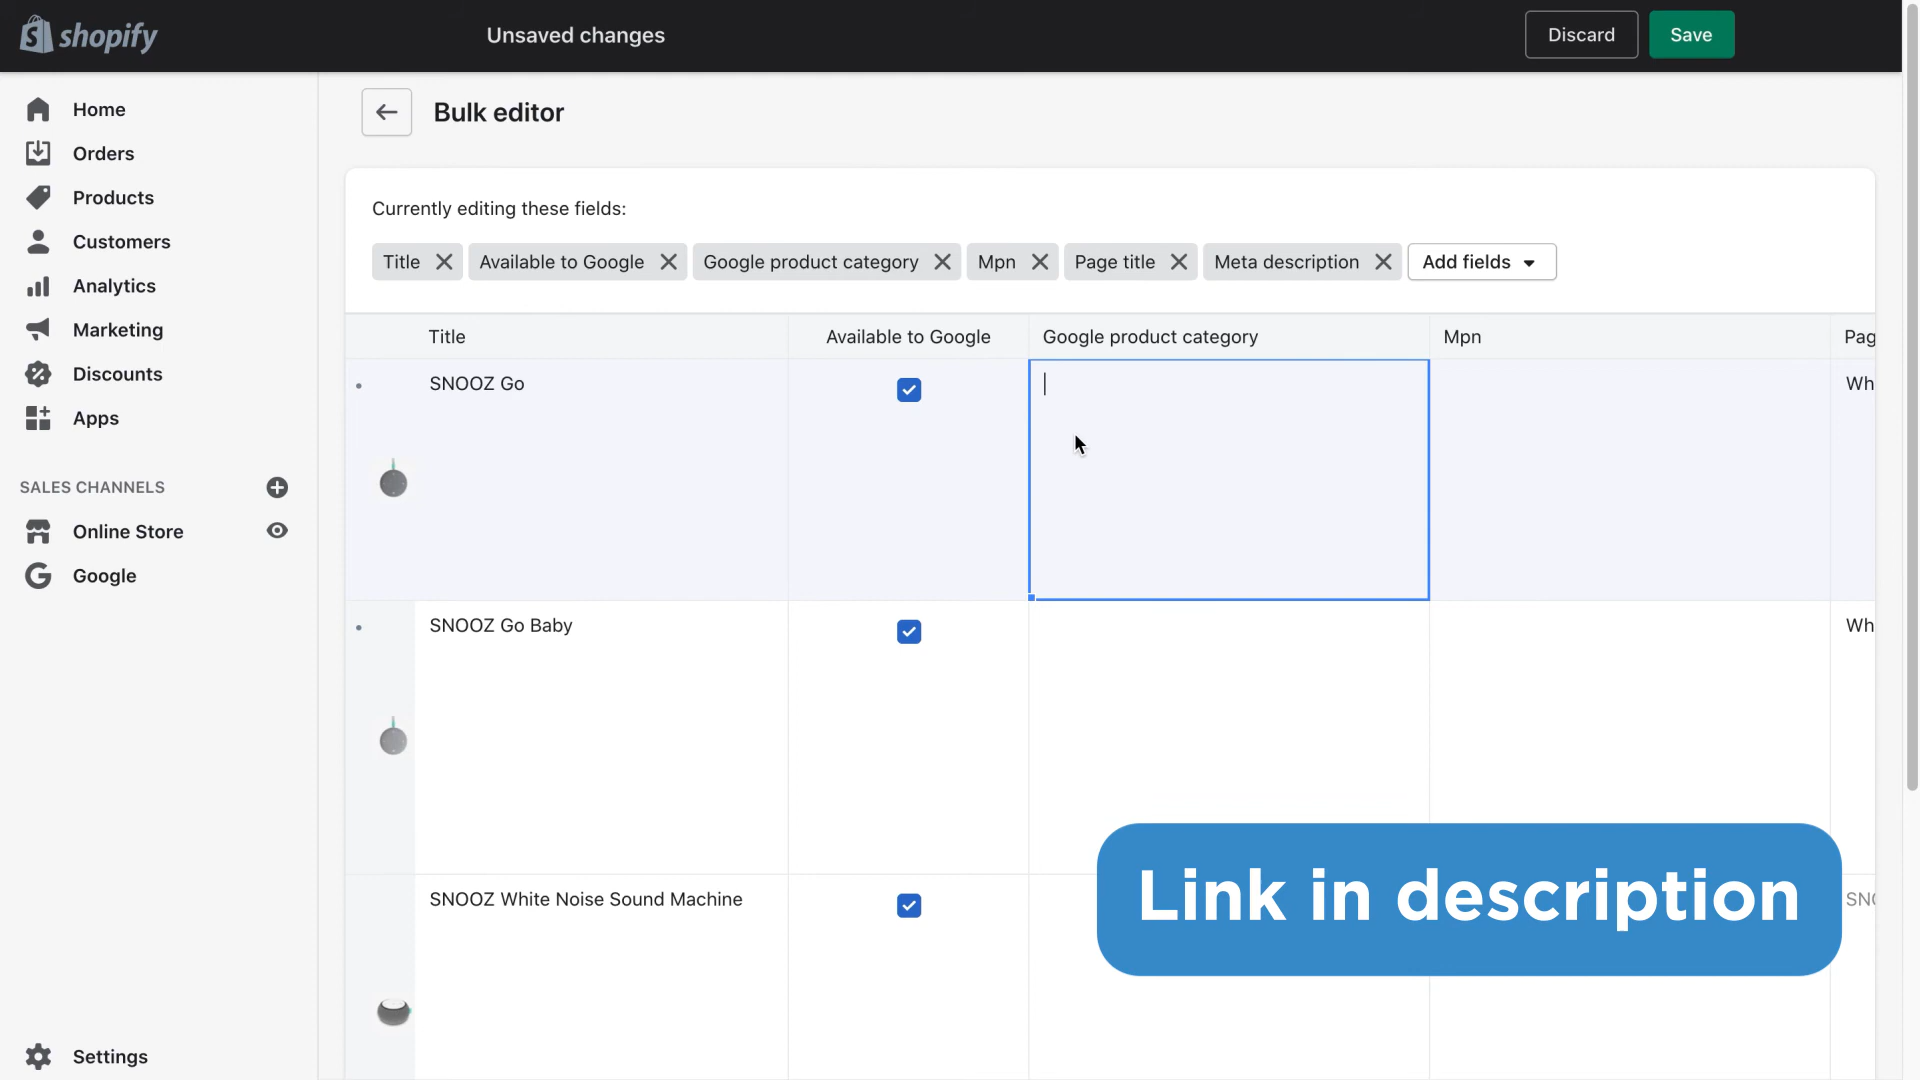 shopify
Unsaved changes
Discard
Save
Home
Orders
Products
Customers
Analytics
Marketing
Discounts
Apps
SALES CHANNELS
Online Store
Google
Settings
Bulk editor
Currently editing these fields:
Title
Available to Google
Google product category
Mpn
Page title
Meta description
Add fields
Title Available to Google Google product category Mpn Pag
SNOOZ Go Wh
SNOOZ Go Baby Wh
SNOOZ White Noise Sound Machine
Link in description